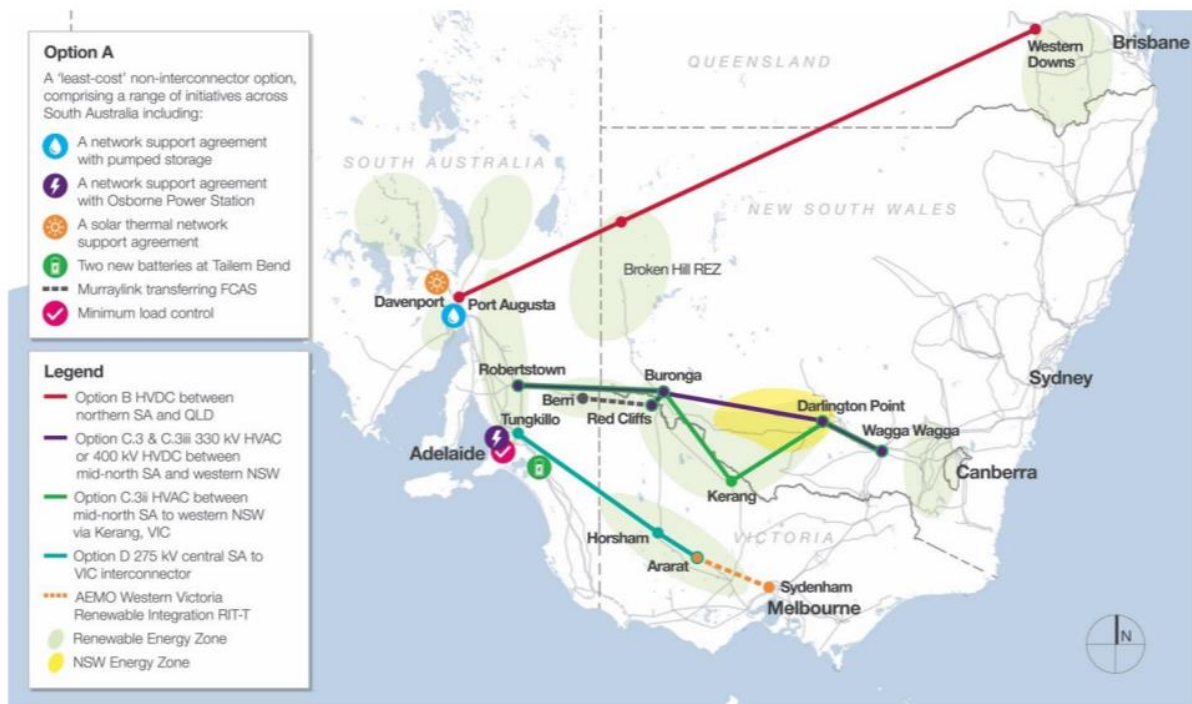 Option A
A 'least-cost' non-interconnector option,
comprising a range of initiatives across
South Australia including:
A network support agreement
with pumped storage
A network support agreement
with Osborne Power Station
A solar thermal network
support agreement
Two new batteries at Tailem Bend
Murraylink transferring FCAS
Minimum load control
Legend
Option B HVDC between
northern SA and QLD
Option C.3 & C.3iii 330 kV HVAC
or 400 kV HVDC between
mid-north SA and western NSW
Option C.3ii HVAC between
mid-north SA to western NSW
via Kerang, VIC
Option D 275 kV central SA to
VIC interconnector
AEMO Western Victoria
Renewable Integration RIT-T
Renewable Energy Zone
NSW Energy Zone
QUEENSLAND
Western
Downs
Brisbane
SOUTH AUSTRALIA
NEW SOUTH WALES
Broken Hill REZ
Davenport
Port Augusta
Robertstown
Buronga
Berri
Red Cliffs
Darlington Point
Sydney
Tungkillo
Wagga Wagga
Adelaide
Canberra
Kerang
Horsham
VICTORIA
Ararat
Sydenham
Melbourne
N